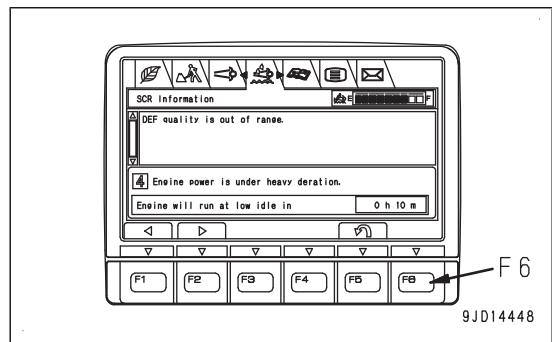 SCR Information
E F
DEF quality is out of range.
4 Engine power is under heavy deration.
Engine will run at low idle in 0 h 10 m
F1 F2 F3 F4 F5 F6
F6
9JD14448